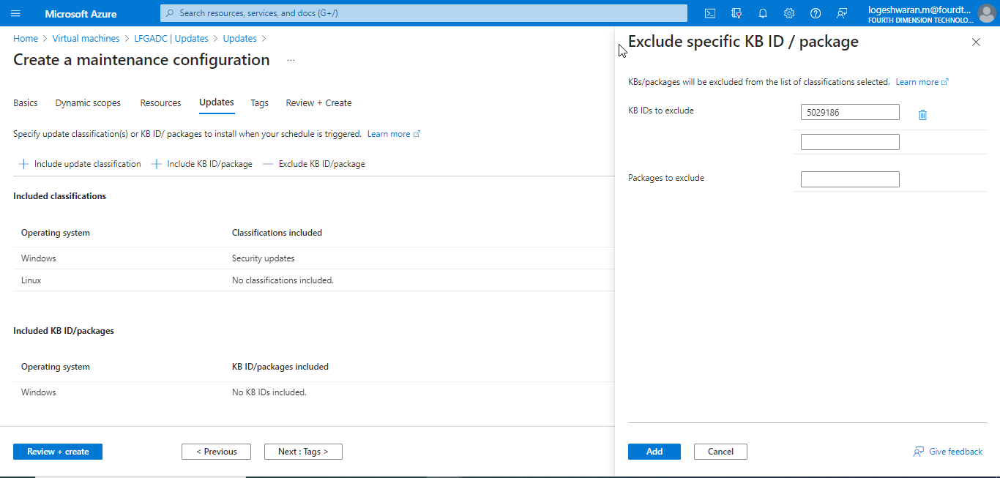 Microsoft Azure
Search resources, services, and docs (G+/)
logeshwaran.m@fourdt...
FOURTH DIMENSION TECHNOLO...
Home > Virtual machines > LFGADC | Updates > Updates >
Create a maintenance configuration ...
Basics Dynamic scopes Resources Updates Tags Review + Create
Specify update classification(s) or KB ID/ packages to install when your schedule is triggered. Learn more
Include update classification Include KB ID/package Exclude KB ID/package
Included classifications
Operating system Classifications included
Windows Security updates
Linux No classifications included.
Included KB ID/packages
Operating system KB ID/packages included
Windows No KB IDs included.
Review + create < Previous Next : Tags >
Exclude specific KB ID / package
KBs/packages will be excluded from the list of classifications selected. Learn more
KB IDs to exclude 5029186
Packages to exclude
Add Cancel Give feedback